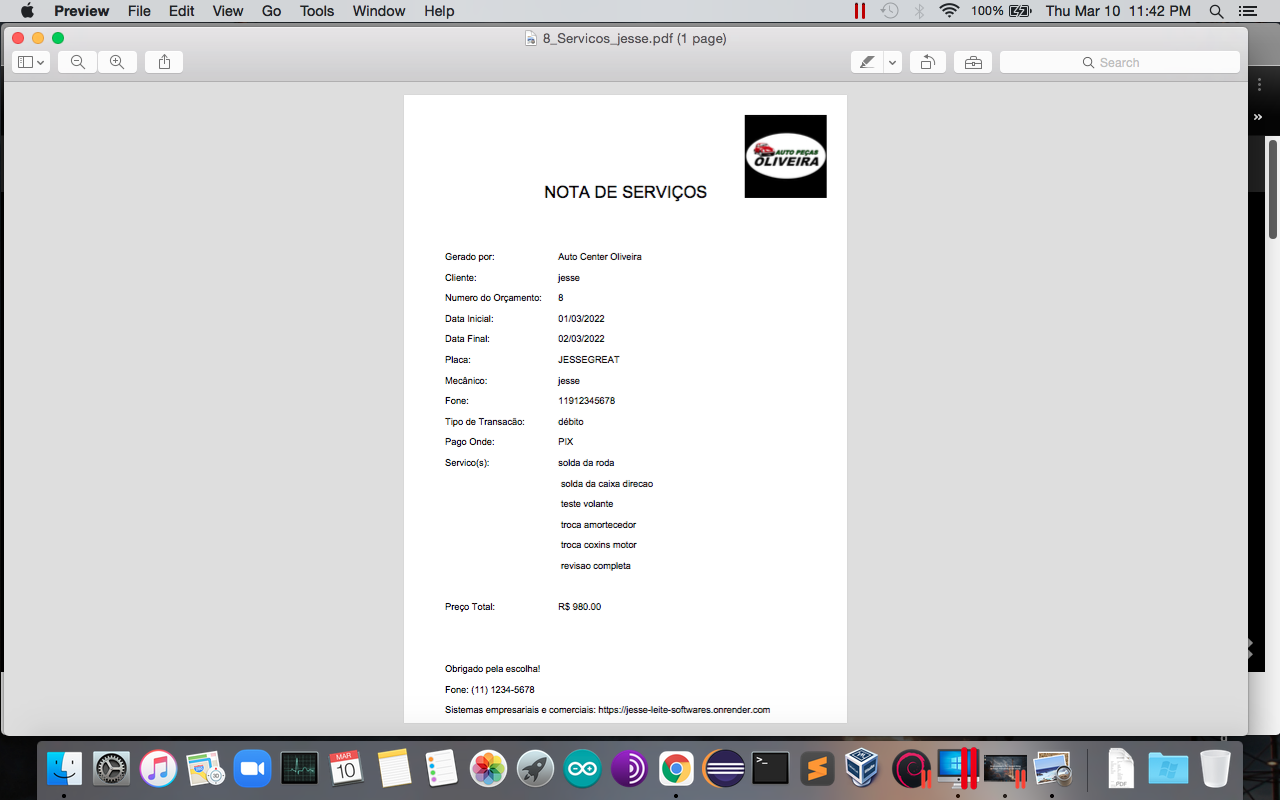 Preview File Edit View Go Tools Window Help 100% Thu Mar 10 11:42 PM
8_Servicos_jesse.pdf (1 page)
Search
AUTO PEÇAS
OLIVEIRA
NOTA DE SERVIÇOS
Gerado por: Auto Center Oliveira
Cliente: jesse
Numero do Orçamento: 8
Data Inicial: 01/03/2022
Data Final: 02/03/2022
Placa: JESSEGREAT
Mecânico: jesse
Fone: 11912345678
Tipo de Transacão: débito
Pago Onde: PIX
Servico(s): solda da roda
solda da caixa direcao
teste volante
troca amortecedor
troca coxins motor
revisao completa
Preço Total: R$ 980.00
Obrigado pela escolha!
Fone: (11) 1234-5678
Sistemas empresariais e comerciais: https://jesse-leite-softwares.onrender.com
MAR
10
PDF